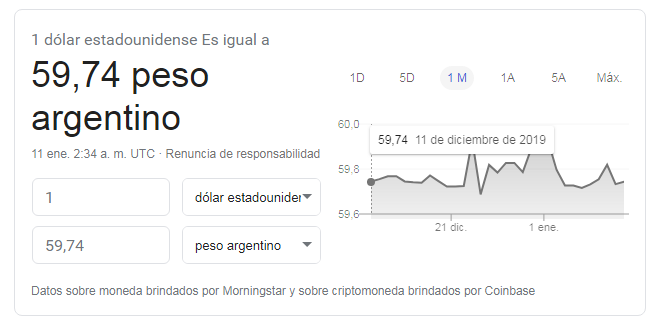 1 dólar estadounidense Es igual a
59,74 peso
argentino
11 ene. 2:34 a. m. UTC · Renuncia de responsabilidad
1
dólar estadounider
59,74
peso argentino
1D 5D 1 M 1A 5A Máx.
60,0
59,74 11 de diciembre de 2019
59,8
59,6
21 dic. 1 ene.
Datos sobre moneda brindados por Morningstar y sobre criptomoneda brindados por Coinbase